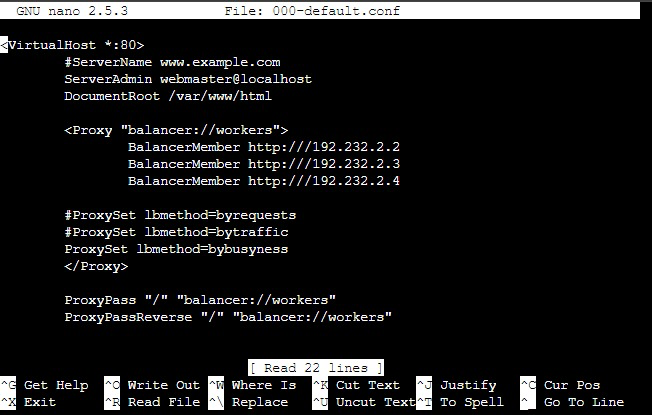 GNU nano 2.5.3 File: 000-default.conf
<VirtualHost *:80>
#ServerName www.example.com
ServerAdmin webmaster@localhost
DocumentRoot /var/www/html
<Proxy "balancer://workers">
BalancerMember http:///192.232.2.2
BalancerMember http:///192.232.2.3
BalancerMember http:///192.232.2.4
#ProxySet lbmethod=byrequests
#ProxySet lbmethod=bytraffic
ProxySet lbmethod=bybusyness
</Proxy>
ProxyPass "/" "balancer://workers"
ProxyPassReverse "/" "balancer://workers"
[ Read 22 lines ]
^G Get Help ^O Write Out ^W Where Is ^K Cut Text ^J Justify ^C Cur Pos
^X Exit ^R Read File ^\ Replace ^U Uncut Text ^T To Spell ^_ Go To Line